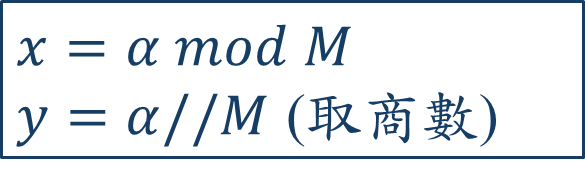 x = α mod M
y = α//M (取商數)